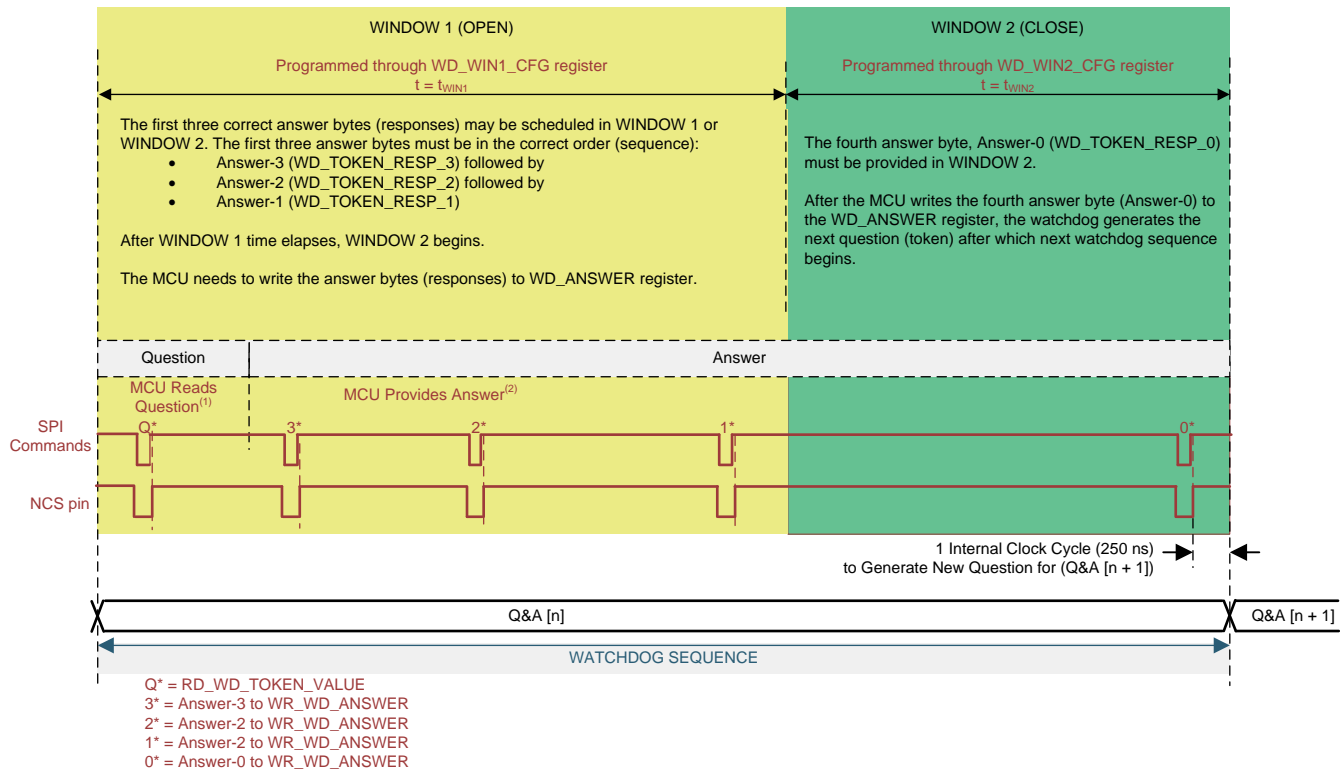 WINDOW 1 (OPEN)
WINDOW 2 (CLOSE)
Programmed through WD_WIN1_CFG register
t = tWIN1
Programmed through WD_WIN2_CFG register
t = tWIN2
The first three correct answer bytes (responses) may be scheduled in WINDOW 1 or
WINDOW 2. The first three answer bytes must be in the correct order (sequence):
• Answer-3 (WD_TOKEN_RESP_3) followed by
• Answer-2 (WD_TOKEN_RESP_2) followed by
• Answer-1 (WD_TOKEN_RESP_1)
After WINDOW 1 time elapses, WINDOW 2 begins.
The MCU needs to write the answer bytes (responses) to WD_ANSWER register.
The fourth answer byte, Answer-0 (WD_TOKEN_RESP_0)
must be provided in WINDOW 2.
After the MCU writes the fourth answer byte (Answer-0) to
the WD_ANSWER register, the watchdog generates the
next question (token) after which next watchdog sequence
begins.
Question
Answer
MCU Reads
Question(1)
MCU Provides Answer(2)
SPI
Commands
Q*
3*
2*
1*
0*
NCS pin
1 Internal Clock Cycle (250 ns)
to Generate New Question for (Q&A [n + 1])
Q&A [n]
Q&A [n + 1]
WATCHDOG SEQUENCE
Q* = RD_WD_TOKEN_VALUE
3* = Answer-3 to WR_WD_ANSWER
2* = Answer-2 to WR_WD_ANSWER
1* = Answer-2 to WR_WD_ANSWER
0* = Answer-0 to WR_WD_ANSWER